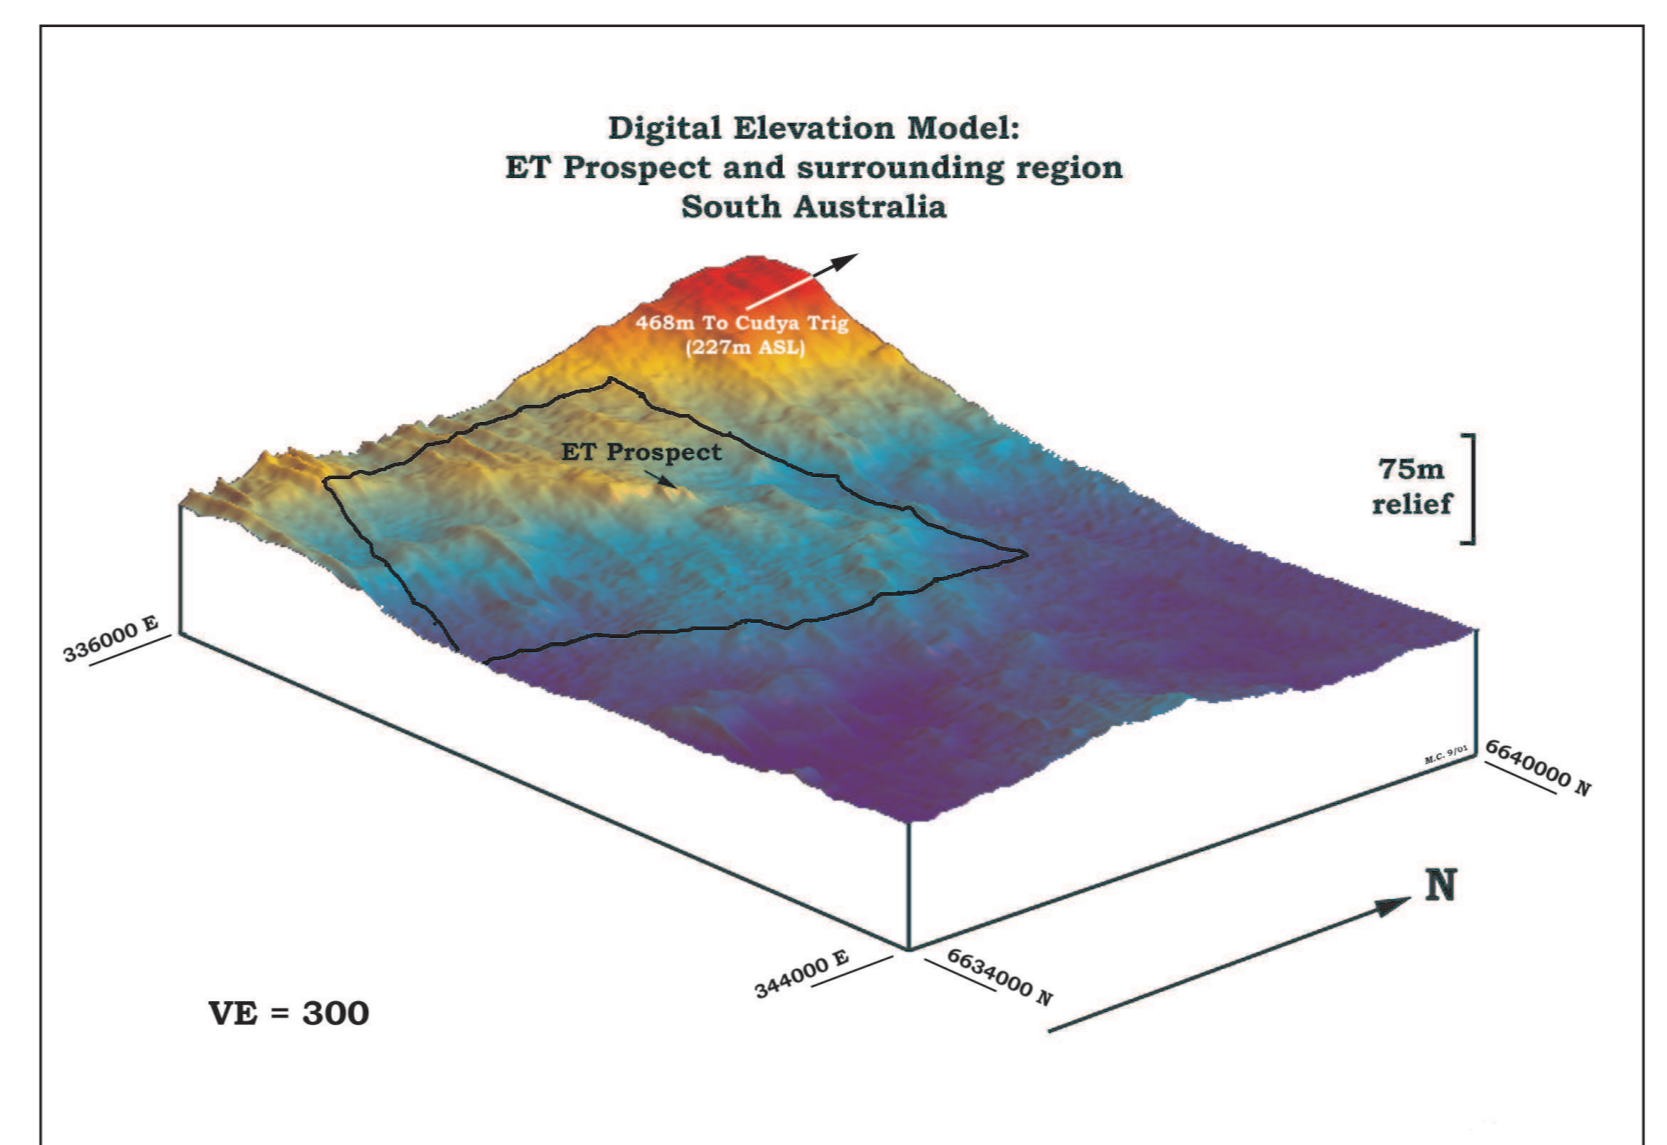 Digital Elevation Model:
ET Prospect and surrounding region
South Australia
468m To Cudya Trig
(227m ASL)
ET Prospect
75m
relief
336000 E
M.C. 9/01
6640000 N
N
344000 E
6634000 N
VE = 300